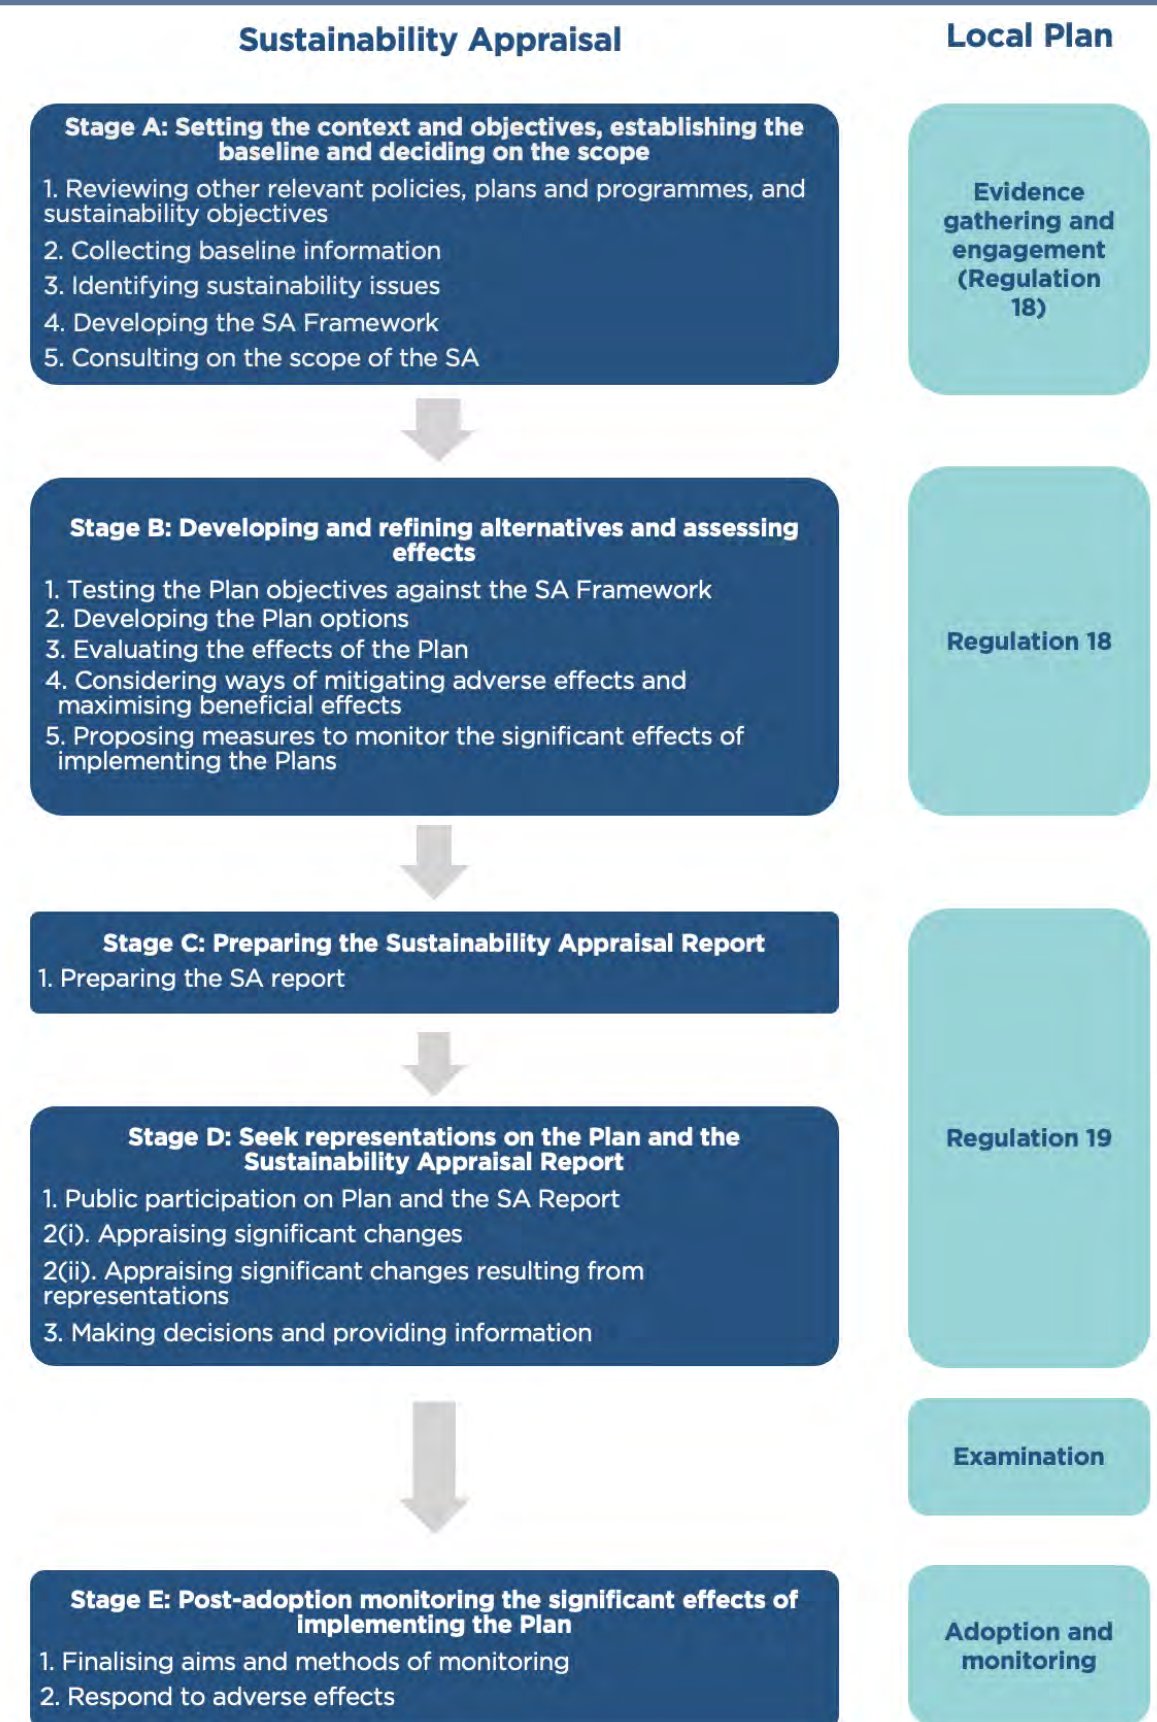 Sustainability Appraisal
Local Plan
Stage A: Setting the context and objectives, establishing the
baseline and deciding on the scope
1. Reviewing other relevant policies, plans and programmes, and
sustainability objectives
2. Collecting baseline information
3. Identifying sustainability issues
4. Developing the SA Framework
5. Consulting on the scope of the SA
Evidence
gathering and
engagement
(Regulation
18)
Stage B: Developing and refining alternatives and assessing
effects
1. Testing the Plan objectives against the SA Framework
2. Developing the Plan options
3. Evaluating the effects of the Plan
4. Considering ways of mitigating adverse effects and
maximising beneficial effects
5. Proposing measures to monitor the significant effects of
implementing the Plans
Regulation 18
Stage C: Preparing the Sustainability Appraisal Report
1. Preparing the SA report
Stage D: Seek representations on the Plan and the
Sustainability Appraisal Report
1. Public participation on Plan and the SA Report
2(i). Appraising significant changes
2(ii). Appraising significant changes resulting from
representations
3. Making decisions and providing information
Regulation 19
Examination
Stage E: Post-adoption monitoring the significant effects of
implementing the Plan
1. Finalising aims and methods of monitoring
2. Respond to adverse effects
Adoption and
monitoring